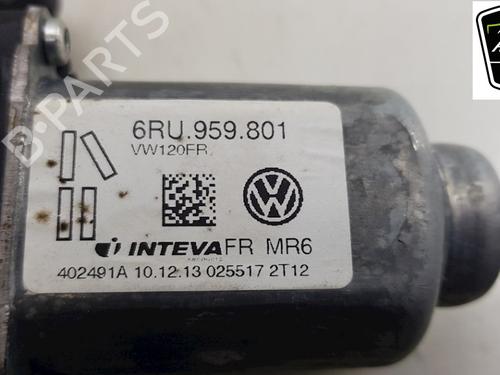 6RU.959.801
VW120FR
INTEVA FR MR6
402491A 10.12.13 025517 2T12
B-PARTS